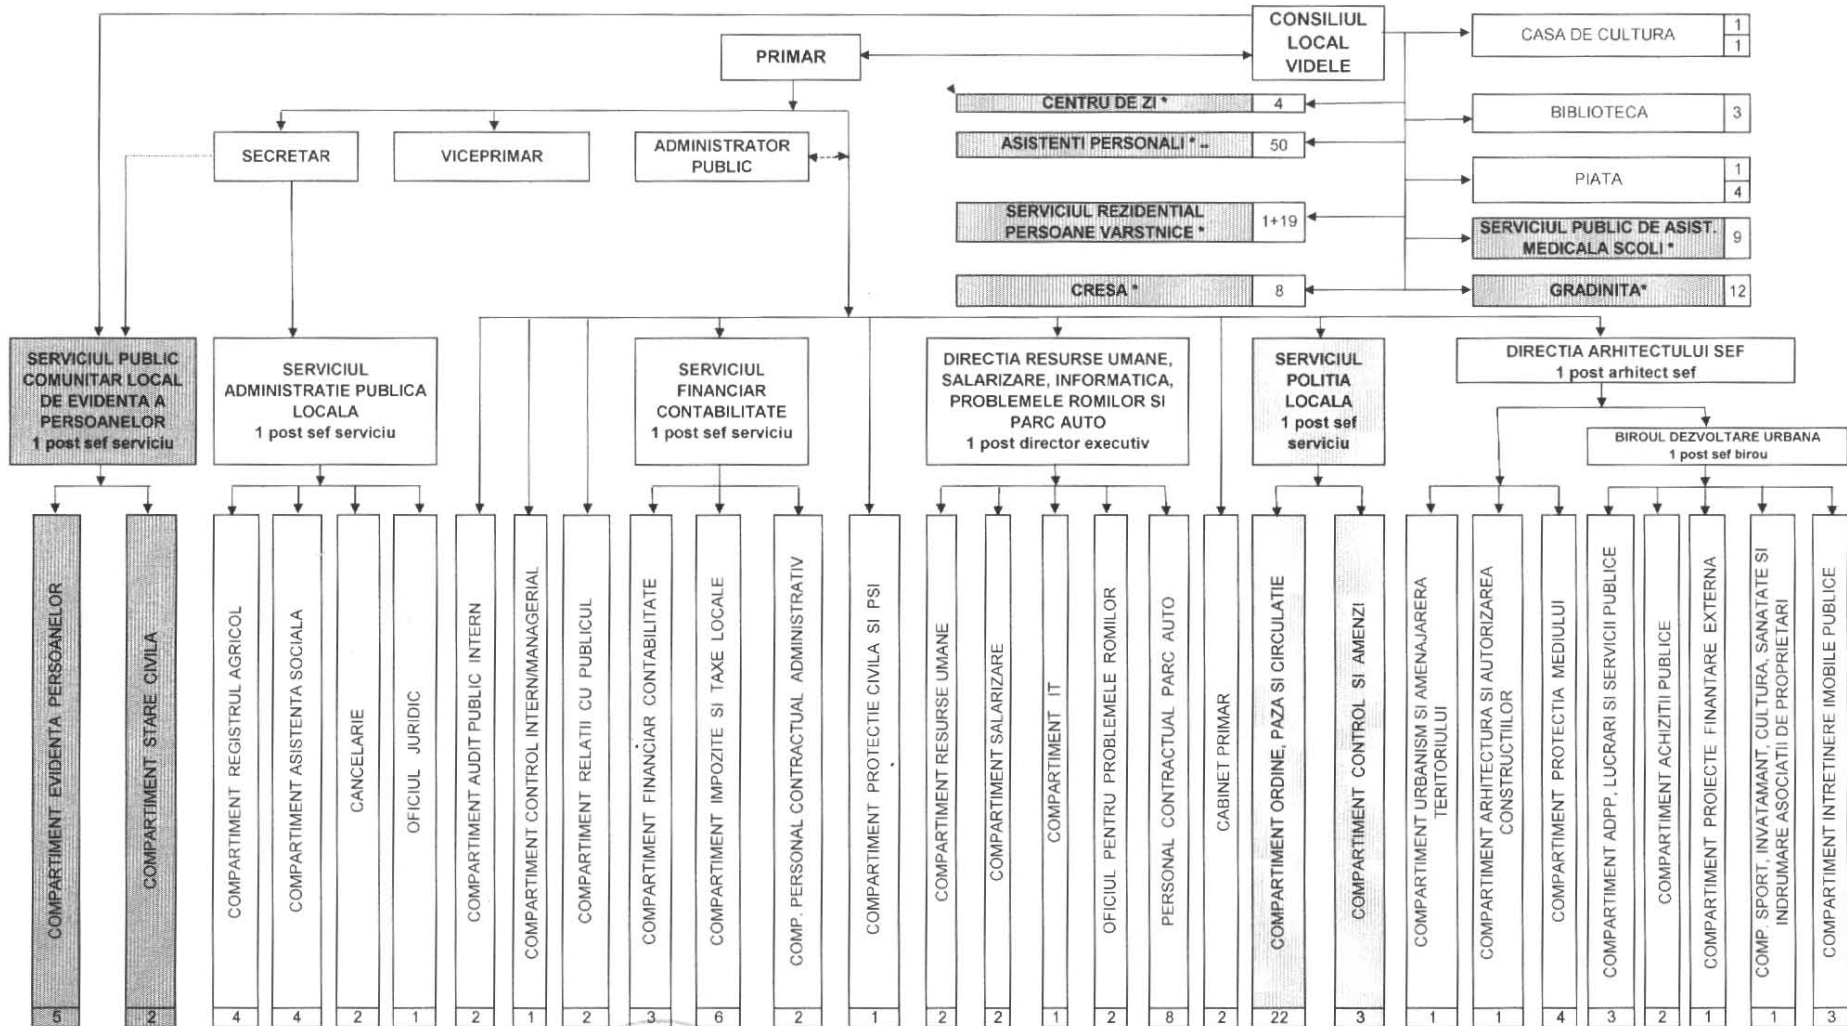 CONSILIUL
LOCAL
VIDELE
PRIMAR
CASA DE CULTURA
1
1
CENTRU DE ZI *
4
BIBLIOTECA
3
SECRETAR
VICEPRIMAR
ADMINISTRATOR
PUBLIC
ASISTENTI PERSONALI *
50
PIATA
1
4
SERVICIUL REZIDENTIAL
PERSOANE VARSTNICE *
1+19
SERVICIUL PUBLIC DE ASIST.
MEDICALA SCOLI *
9
CRESA *
8
GRADINITA*
12
SERVICIUL PUBLIC
COMUNITAR LOCAL
DE EVIDENTA A
PERSOANELOR
1 post sef serviciu
SERVICIUL
ADMINISTRATIE PUBLICA
LOCALA
1 post sef serviciu
SERVICIUL
FINANCIAR
CONTABILITATE
1 post sef serviciu
DIRECTIA RESURSE UMANE,
SALARIZARE, INFORMATICA,
PROBLEMELE ROMILOR SI
PARC AUTO
1 post director executiv
SERVICIUL
POLITIA
LOCALA
1 post sef
serviciu
DIRECTIA ARHITECTULUI SEF
1 post arhitect sef
BIROUL DEZVOLTARE URBANA
1 post sef birou
COMPARTIMENT EVIDENTA PERSOANELOR
5
COMPARTIMENT STARE CIVILA
2
COMPARTIMENT REGISTRUL AGRICOL
4
COMPARTIMENT ASISTENTA SOCIALA
4
CANCELARIE
2
OFICIUL JURIDIC
1
COMPARTIMENT AUDIT PUBLIC INTERN
2
COMPARTIMENT CONTROL INTERN/MANAGERIAL
1
COMPARTIMENT RELATII CU PUBLICUL
2
COMPARTIMENT FINANCIAR CONTABILITATE
3
COMPARTIMENT IMPOZITE SI TAXE LOCALE
6
COMP. PERSONAL CONTRACTUAL ADMINISTRATIV
2
COMPARTIMENT PROTECTIE CIVILA SI PSI
1
COMPARTIMENT RESURSE UMANE
2
COMPARTIMENT SALARIZARE
2
COMPARTIMENT IT
1
OFICIUL PENTRU PROBLEMELE ROMILOR
2
PERSONAL CONTRACTUAL PARC AUTO
8
CABINET PRIMAR
2
COMPARTIMENT ORDINE, PAZA SI CIRCULATIE
22
COMPARTIMENT CONTROL SI AMENZI
3
COMPARTIMENT URBANISM SI AMENAJARERA
TERITORIULUI
1
COMPARTIMENT ARHITECTURA SI AUTORIZAREA
CONSTRUCTIILOR
1
COMPARTIMENT PROTECTIA MEDIULUI
4
COMPARTIMENT ADPP, LUCRARI SI SERVICII PUBLICE
3
COMPARTIMENT ACHIZITII PUBLICE
2
COMPARTIMENT PROIECTE FINANTARE EXTERNA
1
COMP. SPORT, INVATAMANT, CULTURA, SANATATE SI
INDRUMARE ASOCIATII DE PROPRIETARI
1
COMPARTIMENT INTRETINERE IMOBILE PUBLICE
3